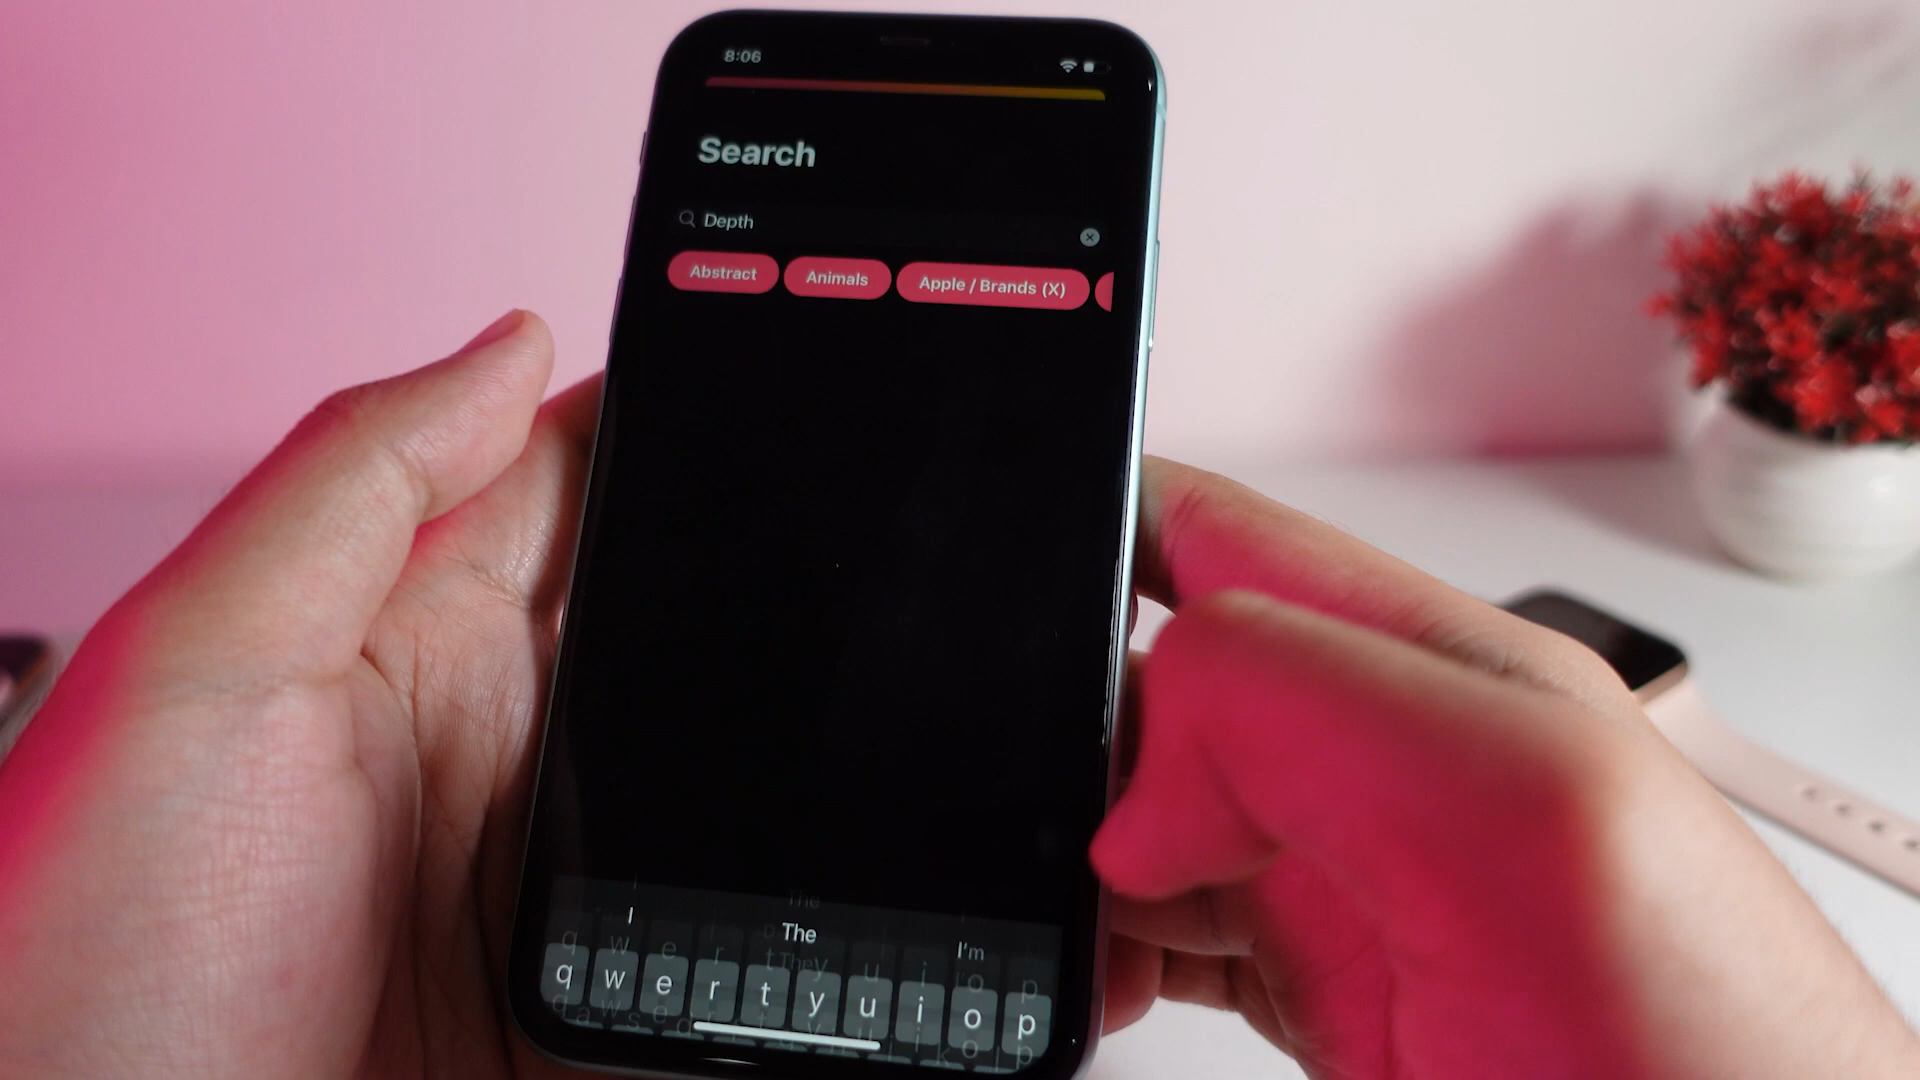 8:06
Search
Depth
Abstract Animals Apple / Brands (X)
I The I'm
q w e r t y u i o p